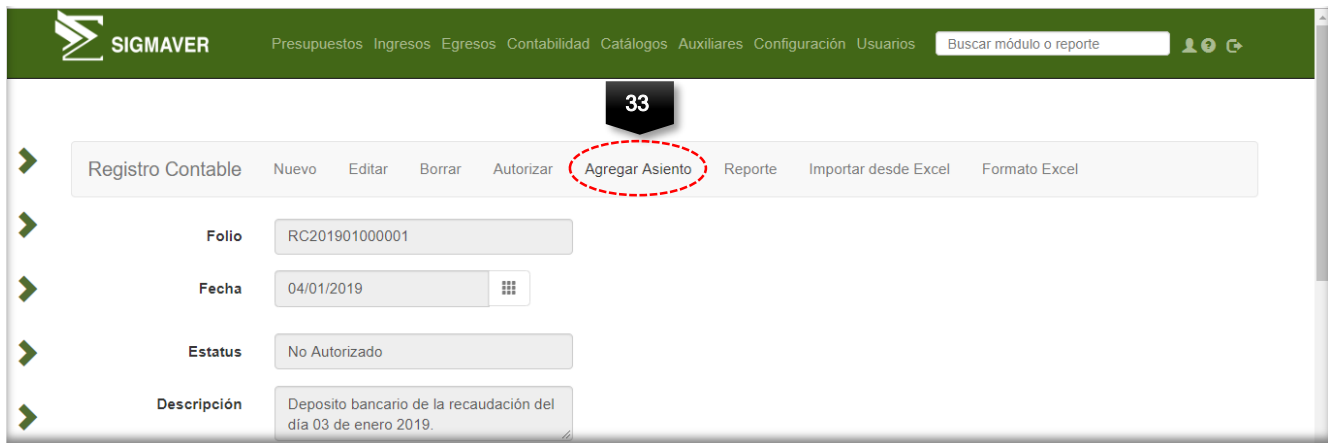 SIGMAVER
Presupuestos Ingresos Egresos Contabilidad Catálogos Auxiliares Configuración Usuarios Buscar módulo o reporte
33
Registro Contable Nuevo Editar Borrar Autorizar Agregar Asiento Reporte Importar desde Excel Formato Excel
Folio RC201901000001
Fecha 04/01/2019
Estatus No Autorizado
Descripción Deposito bancario de la recaudación del
día 03 de enero 2019.